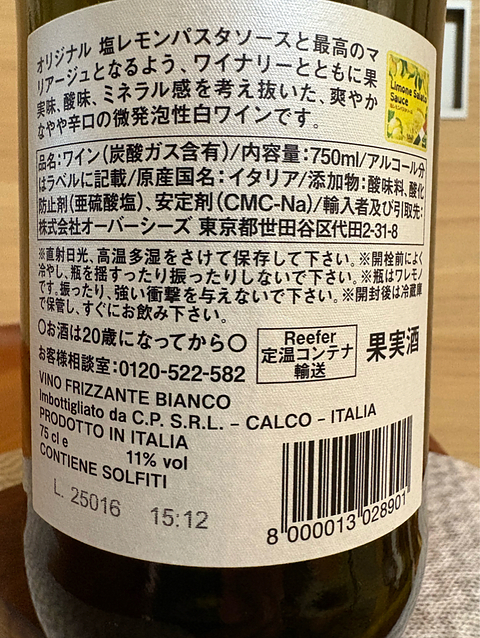 オリジナル 塩レモンパスタソースと最高のマ
リアージュとなるよう、ワイナリーとともに果
実味、酸味、ミネラル感を考え抜いた、爽やか
なやや辛口の微発泡性白ワインです。
Limone Salato
Sauce
品名：ワイン（炭酸ガス含有）/内容量：750ml/アルコール分
はラベルに記載/原産国名：イタリア/添加物：酸味料、酸化
防止剤（亜硫酸塩）、安定剤（CMC-Na）/輸入者及び引取先：
株式会社オーバーシーズ 東京都世田谷区代田2-31-8
※直射日光、高温多湿をさけて保存して下さい。※開栓前によく
冷やし、瓶を揺すったり振ったりしないで下さい。※瓶はワレモノ
です。振ったり、強い衝撃を与えないで下さい。※開封後は冷蔵庫
で保管し、すぐにお飲み下さい。
〇お酒は20歳になってから〇
お客様相談室：0120-522-582
Reefer
定温コンテナ
輸送
果実酒
VINO FRIZZANTE BIANCO
Imbottigliato da C.P. S.R.L. – CALCO – ITALIA
PRODOTTO IN ITALIA
75 cl e 11% vol
CONTIENE SOLFITI
L. 25016 15:12
8 000013 028901